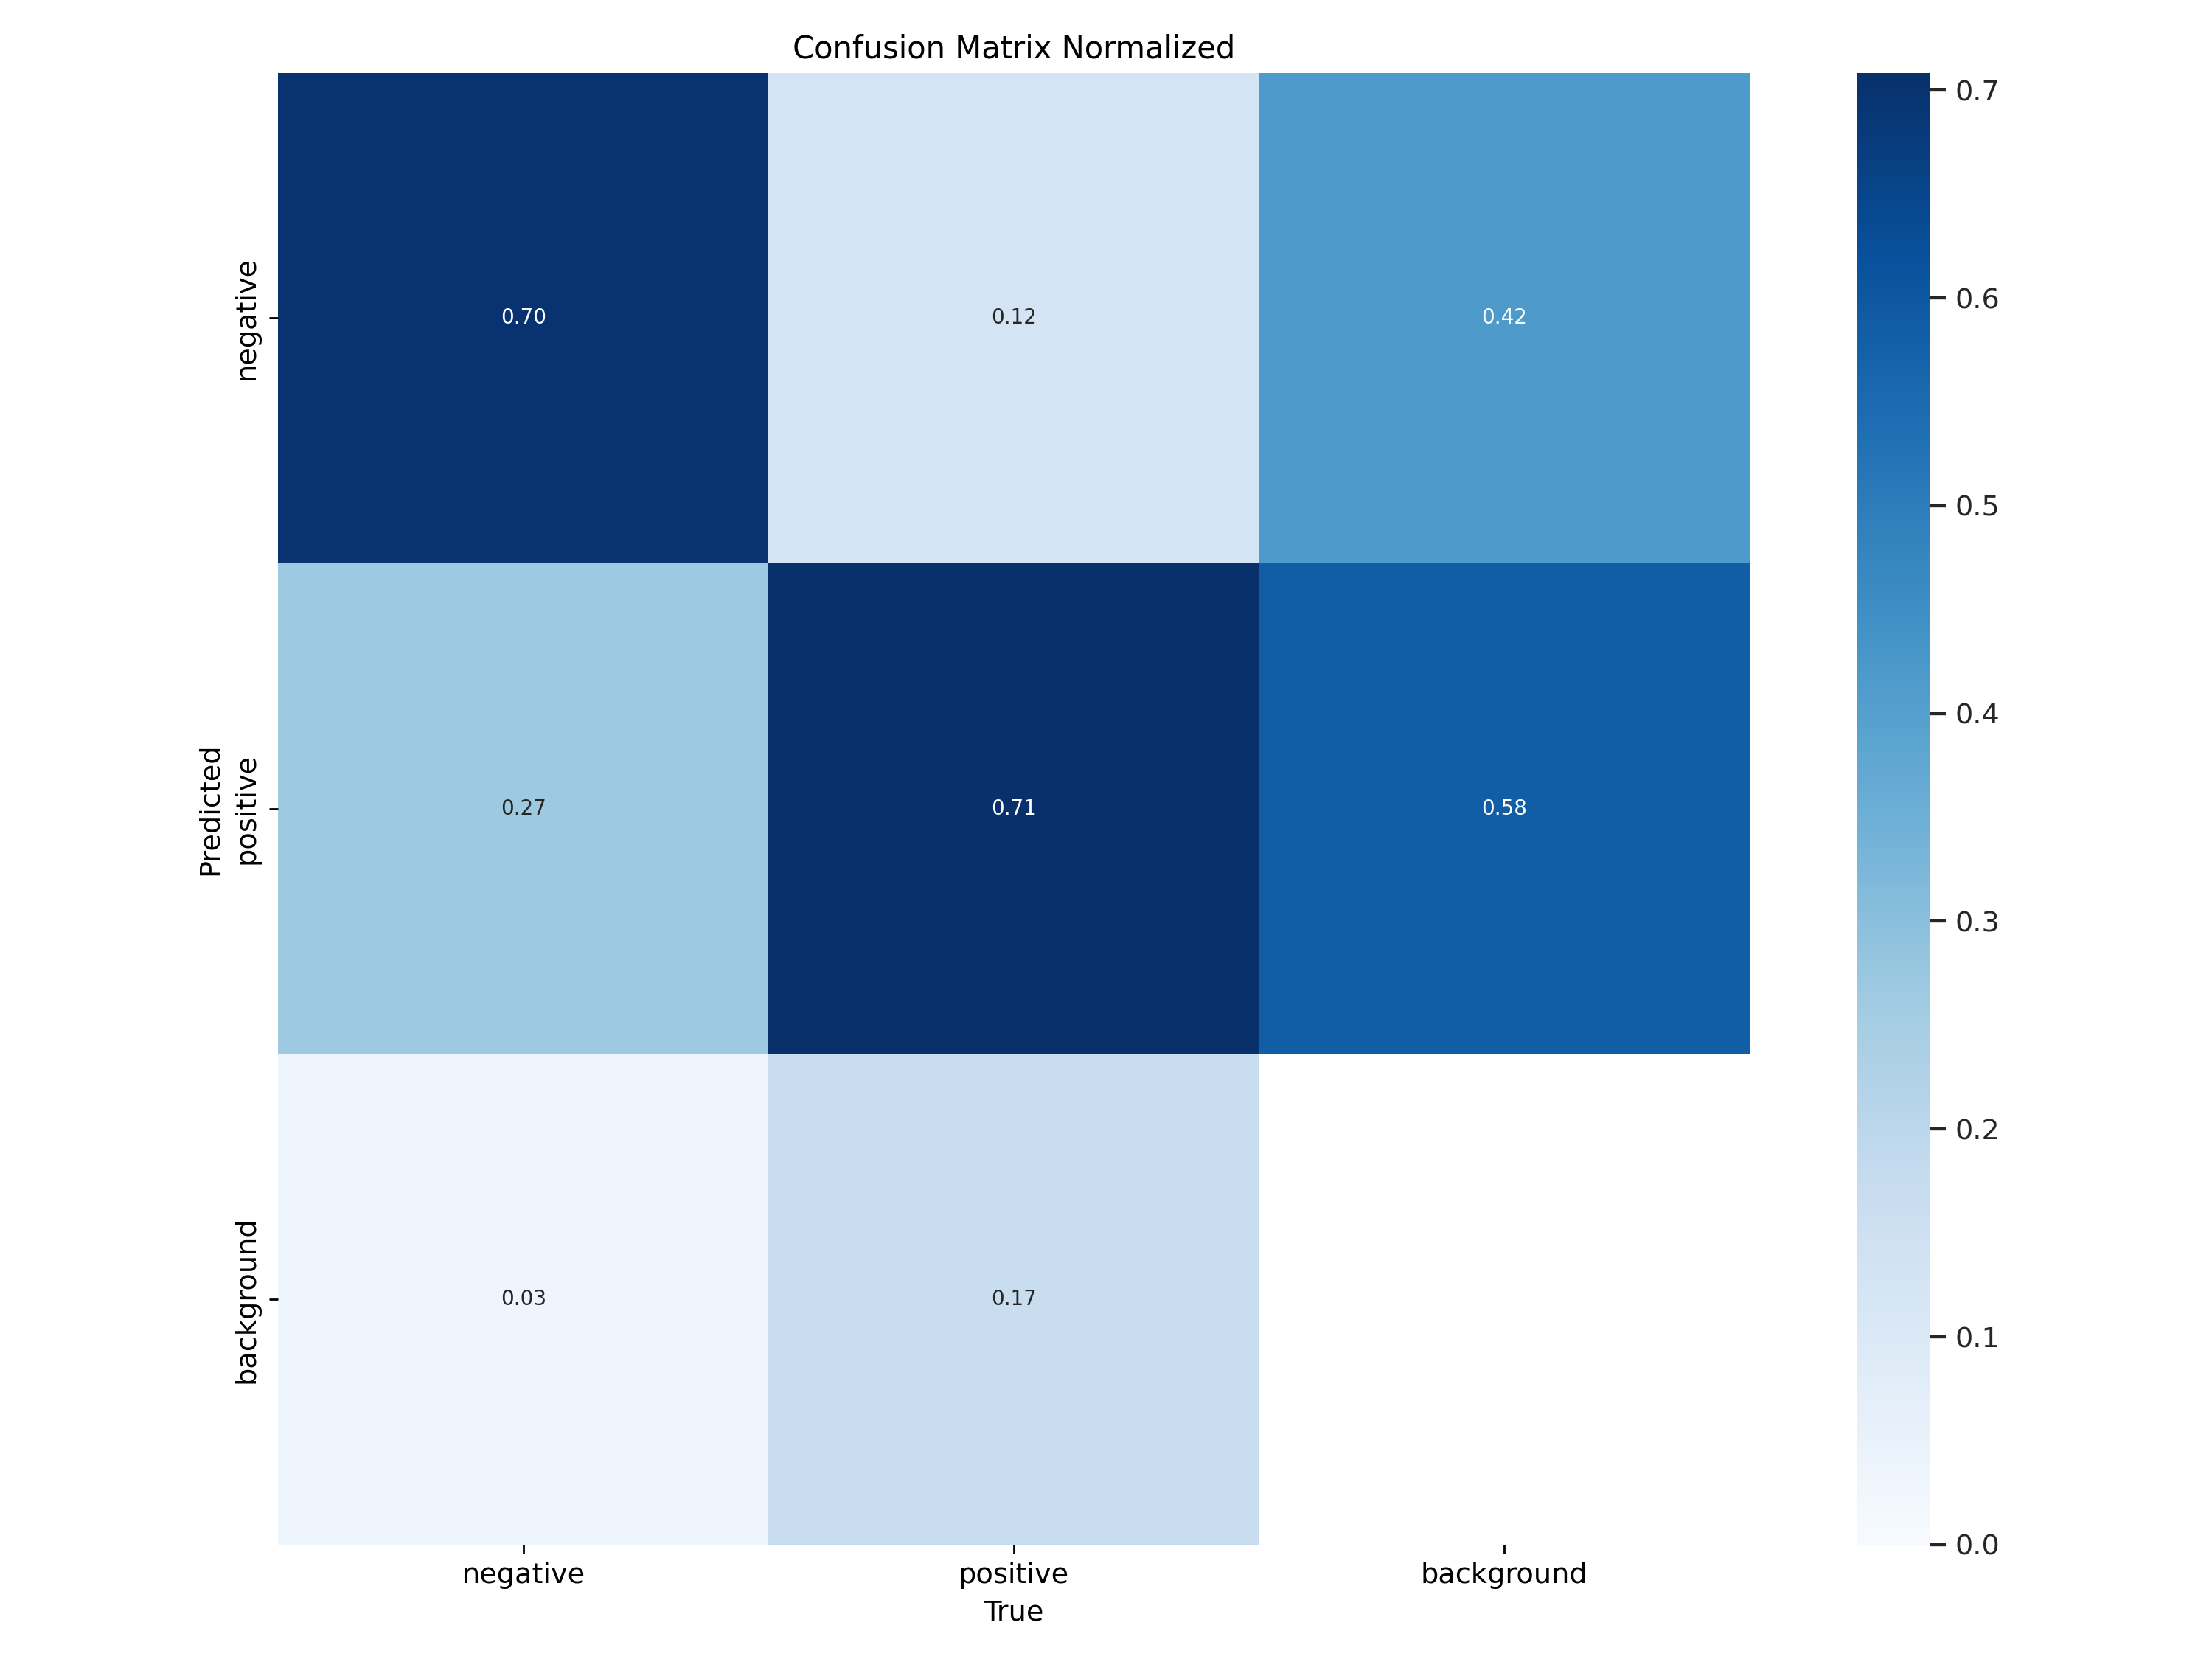 Confusion Matrix Normalized
negative
0.70
0.12
0.42
Predicted
positive
0.27
0.71
0.58
background
0.03
0.17
negative
positive
background
True
0.7
0.6
0.5
0.4
0.3
0.2
0.1
0.0